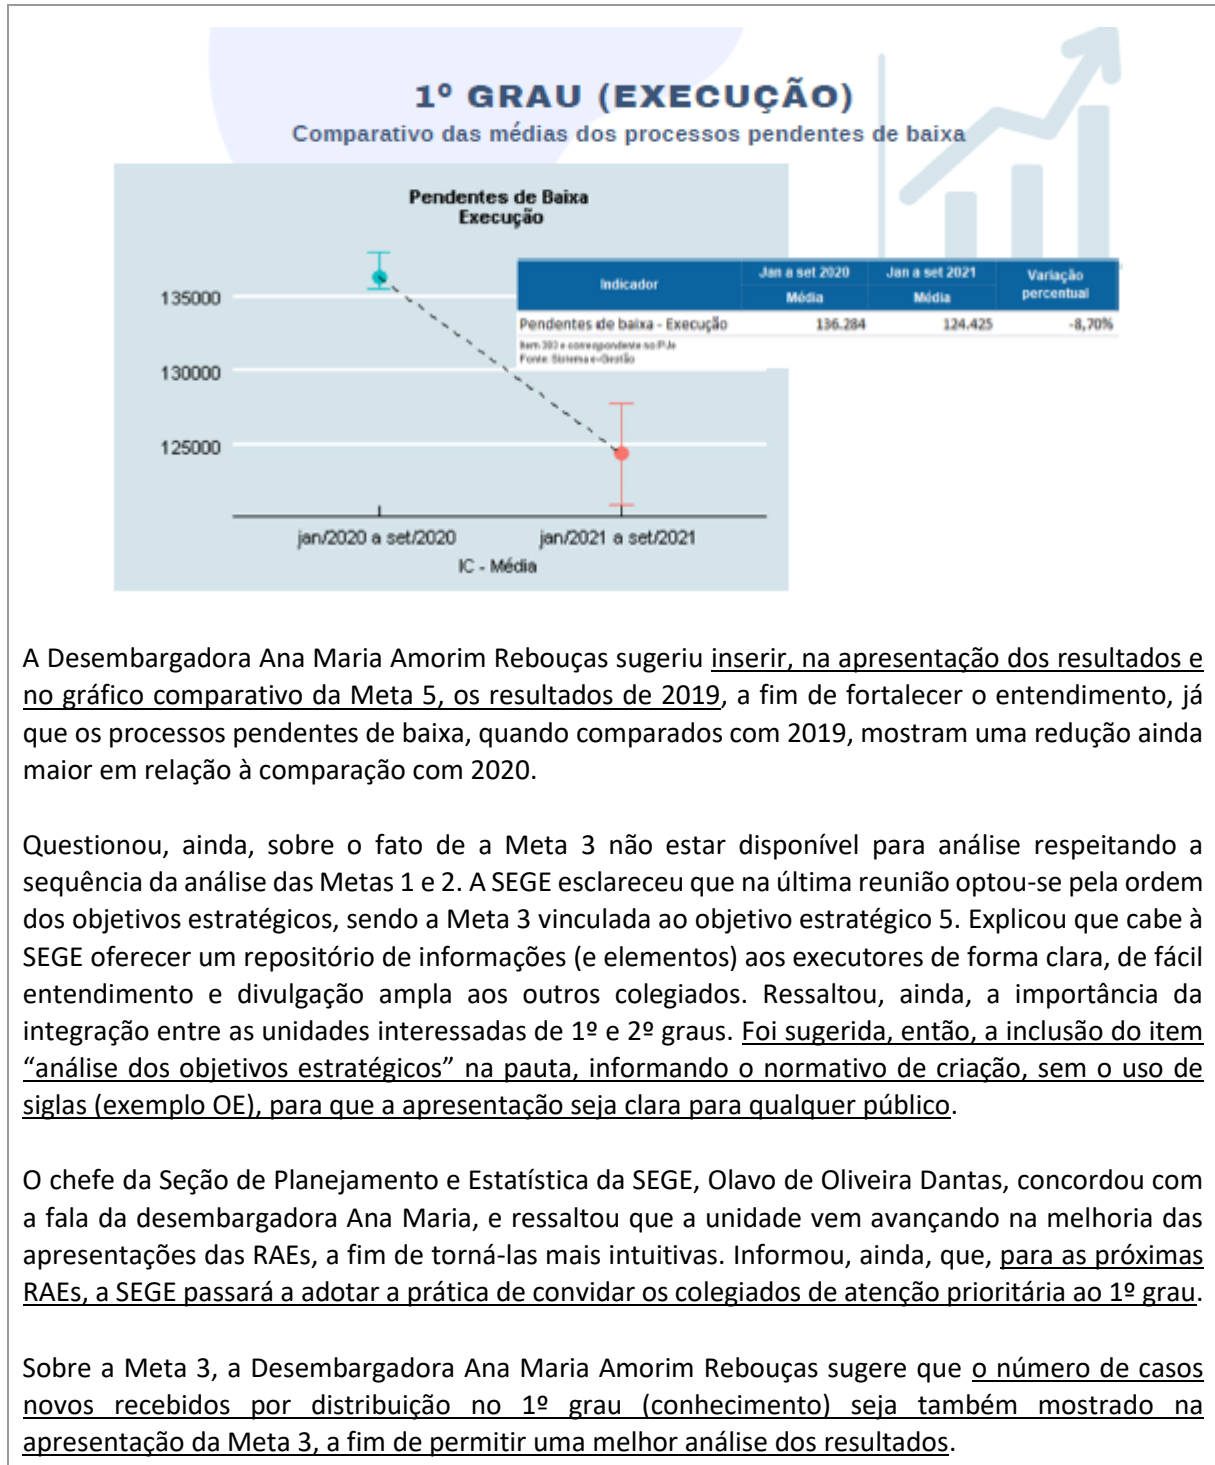 1º GRAU (EXECUÇÃO)
Comparativo das médias dos processos pendentes de baixa
Pendentes de Baixa
Execução
135000
130000
125000
jan/2020 a set/2020
jan/2021 a set/2021
IC - Média
Indicador
Jan a set 2020
Jan a set 2021
Variação
percentual
Média
Média
Pendentes de baixa - Execução 136.284 124.425 -8,70%
Item 393 e correspondente no PJe
Fonte: Sistema e-Gestão
A Desembargadora Ana Maria Amorim Rebouças sugeriu inserir, na apresentação dos resultados e
no gráfico comparativo da Meta 5, os resultados de 2019, a fim de fortalecer o entendimento, já
que os processos pendentes de baixa, quando comparados com 2019, mostram uma redução ainda
maior em relação à comparação com 2020.
Questionou, ainda, sobre o fato de a Meta 3 não estar disponível para análise respeitando a
sequência da análise das Metas 1 e 2. A SEGE esclareceu que na última reunião optou-se pela ordem
dos objetivos estratégicos, sendo a Meta 3 vinculada ao objetivo estratégico 5. Explicou que cabe à
SEGE oferecer um repositório de informações (e elementos) aos executores de forma clara, de fácil
entendimento e divulgação ampla aos outros colegiados. Ressaltou, ainda, a importância da
integração entre as unidades interessadas de 1º e 2º graus. Foi sugerida, então, a inclusão do item
“análise dos objetivos estratégicos” na pauta, informando o normativo de criação, sem o uso de
siglas (exemplo OE), para que a apresentação seja clara para qualquer público.
O chefe da Seção de Planejamento e Estatística da SEGE, Olavo de Oliveira Dantas, concordou com
a fala da desembargadora Ana Maria, e ressaltou que a unidade vem avançando na melhoria das
apresentações das RAEs, a fim de torná-las mais intuitivas. Informou, ainda, que, para as próximas
RAEs, a SEGE passará a adotar a prática de convidar os colegiados de atenção prioritária ao 1º grau.
Sobre a Meta 3, a Desembargadora Ana Maria Amorim Rebouças sugere que o número de casos
novos recebidos por distribuição no 1º grau (conhecimento) seja também mostrado na
apresentação da Meta 3, a fim de permitir uma melhor análise dos resultados.